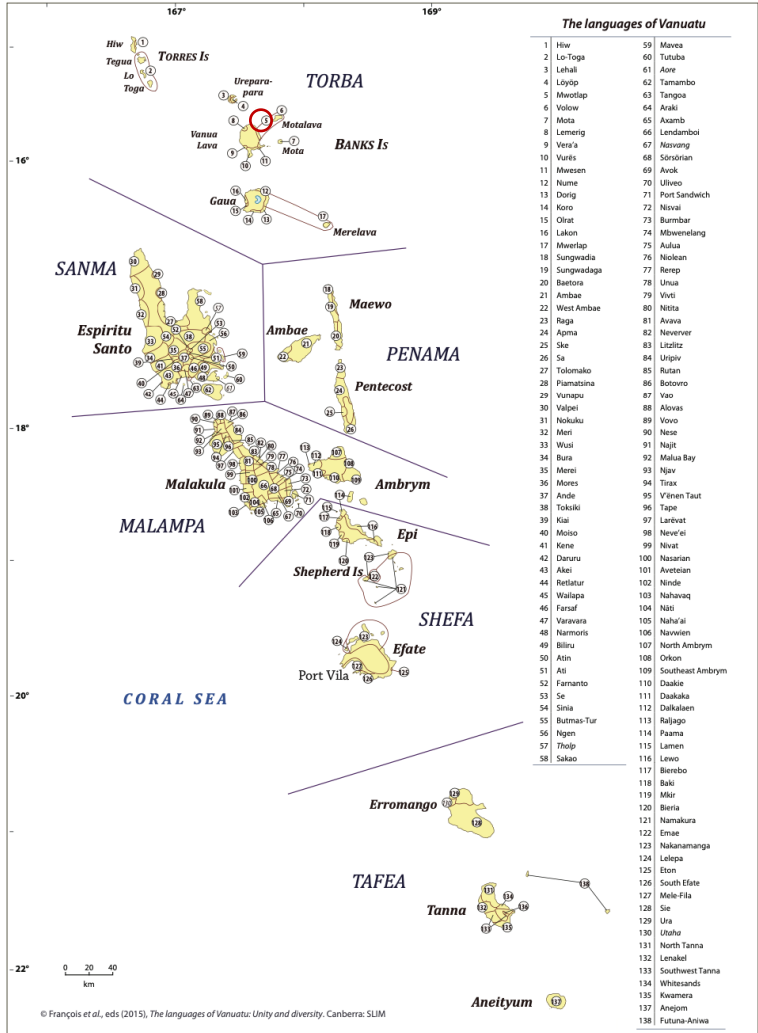 167°
169°
The languages of Vanuatu
Hiw
TORRES IS
Tegua
Lo
Toga
TORBA
Ureparapara
Motalava
Vanua
Lava
BANKS IS
Mota
16°
Gaua
Merelava
SANMA
Maewo
Espiritu
Santo
Ambae
PENAMA
Pentecost
18°
Malakula
Ambrym
MALAMPA
Epi
Shepherd Is
SHEFA
Efate
Port Vila
20°
CORAL SEA
Erromango
TAFEA
Tanna
22°
0 20 40
km
Aneityum
© François et al., eds (2015), The languages of Vanuatu: Unity and diversity. Canberra: SLIM
1 Hiw
2 Lo-Toga
3 Lehali
4 Löyöp
5 Mwotlap
6 Volow
7 Mota
8 Lemerig
9 Vera'a
10 Vurës
11 Mwesen
12 Nume
13 Dorig
14 Koro
15 Olrat
16 Lakon
17 Mwerlap
18 Sungwadia
19 Sungwadaga
20 Baetora
21 Ambae
22 West Ambae
23 Raga
24 Apma
25 Ske
26 Sa
27 Tolomako
28 Piamatsina
29 Vunapu
30 Valpei
31 Nokuku
32 Meri
33 Wusi
34 Bura
35 Merei
36 Mores
37 Ande
38 Toksiki
39 Kiai
40 Moiso
41 Kene
42 Daruru
43 Akei
44 Retlatur
45 Wailapa
46 Farsaf
47 Varavara
48 Narmoris
49 Biliru
50 Atin
51 Ati
52 Farnanto
53 Se
54 Sinia
55 Butmas-Tur
56 Ngen
57 Tholp
58 Sakao
59 Mavea
60 Tutuba
61 Aore
62 Tamambo
63 Tangoa
64 Araki
65 Axamb
66 Lendamboi
67 Nasvang
68 Sörsörian
69 Avok
70 Uliveo
71 Port Sandwich
72 Nisvai
73 Burmbar
74 Mbwenelang
75 Aulua
76 Niolean
77 Rerep
78 Unua
79 Vivti
80 Nitita
81 Avava
82 Neverver
83 Litzlitz
84 Uripiv
85 Rutan
86 Botovro
87 Vao
88 Alovas
89 Vovo
90 Nese
91 Najit
92 Malua Bay
93 Njav
94 Tirax
95 V'ënen Taut
96 Tape
97 Larëvat
98 Neve'ei
99 Nivat
100 Nasarian
101 Aveteian
102 Ninde
103 Nahavaq
104 Nāti
105 Naha'ai
106 Navwien
107 North Ambrym
108 Orkon
109 Southeast Ambrym
110 Daakie
111 Daakaka
112 Dalkalaen
113 Raljago
114 Paama
115 Lamen
116 Lewo
117 Bierebo
118 Baki
119 Mkir
120 Bieria
121 Namakura
122 Emae
123 Nakanamanga
124 Lelepa
125 Eton
126 South Efate
127 Mele-Fila
128 Sie
129 Ura
130 Utaha
131 North Tanna
132 Lenakel
133 Southwest Tanna
134 Whitesands
135 Kwamera
137 Anejom
138 Futuna-Aniwa